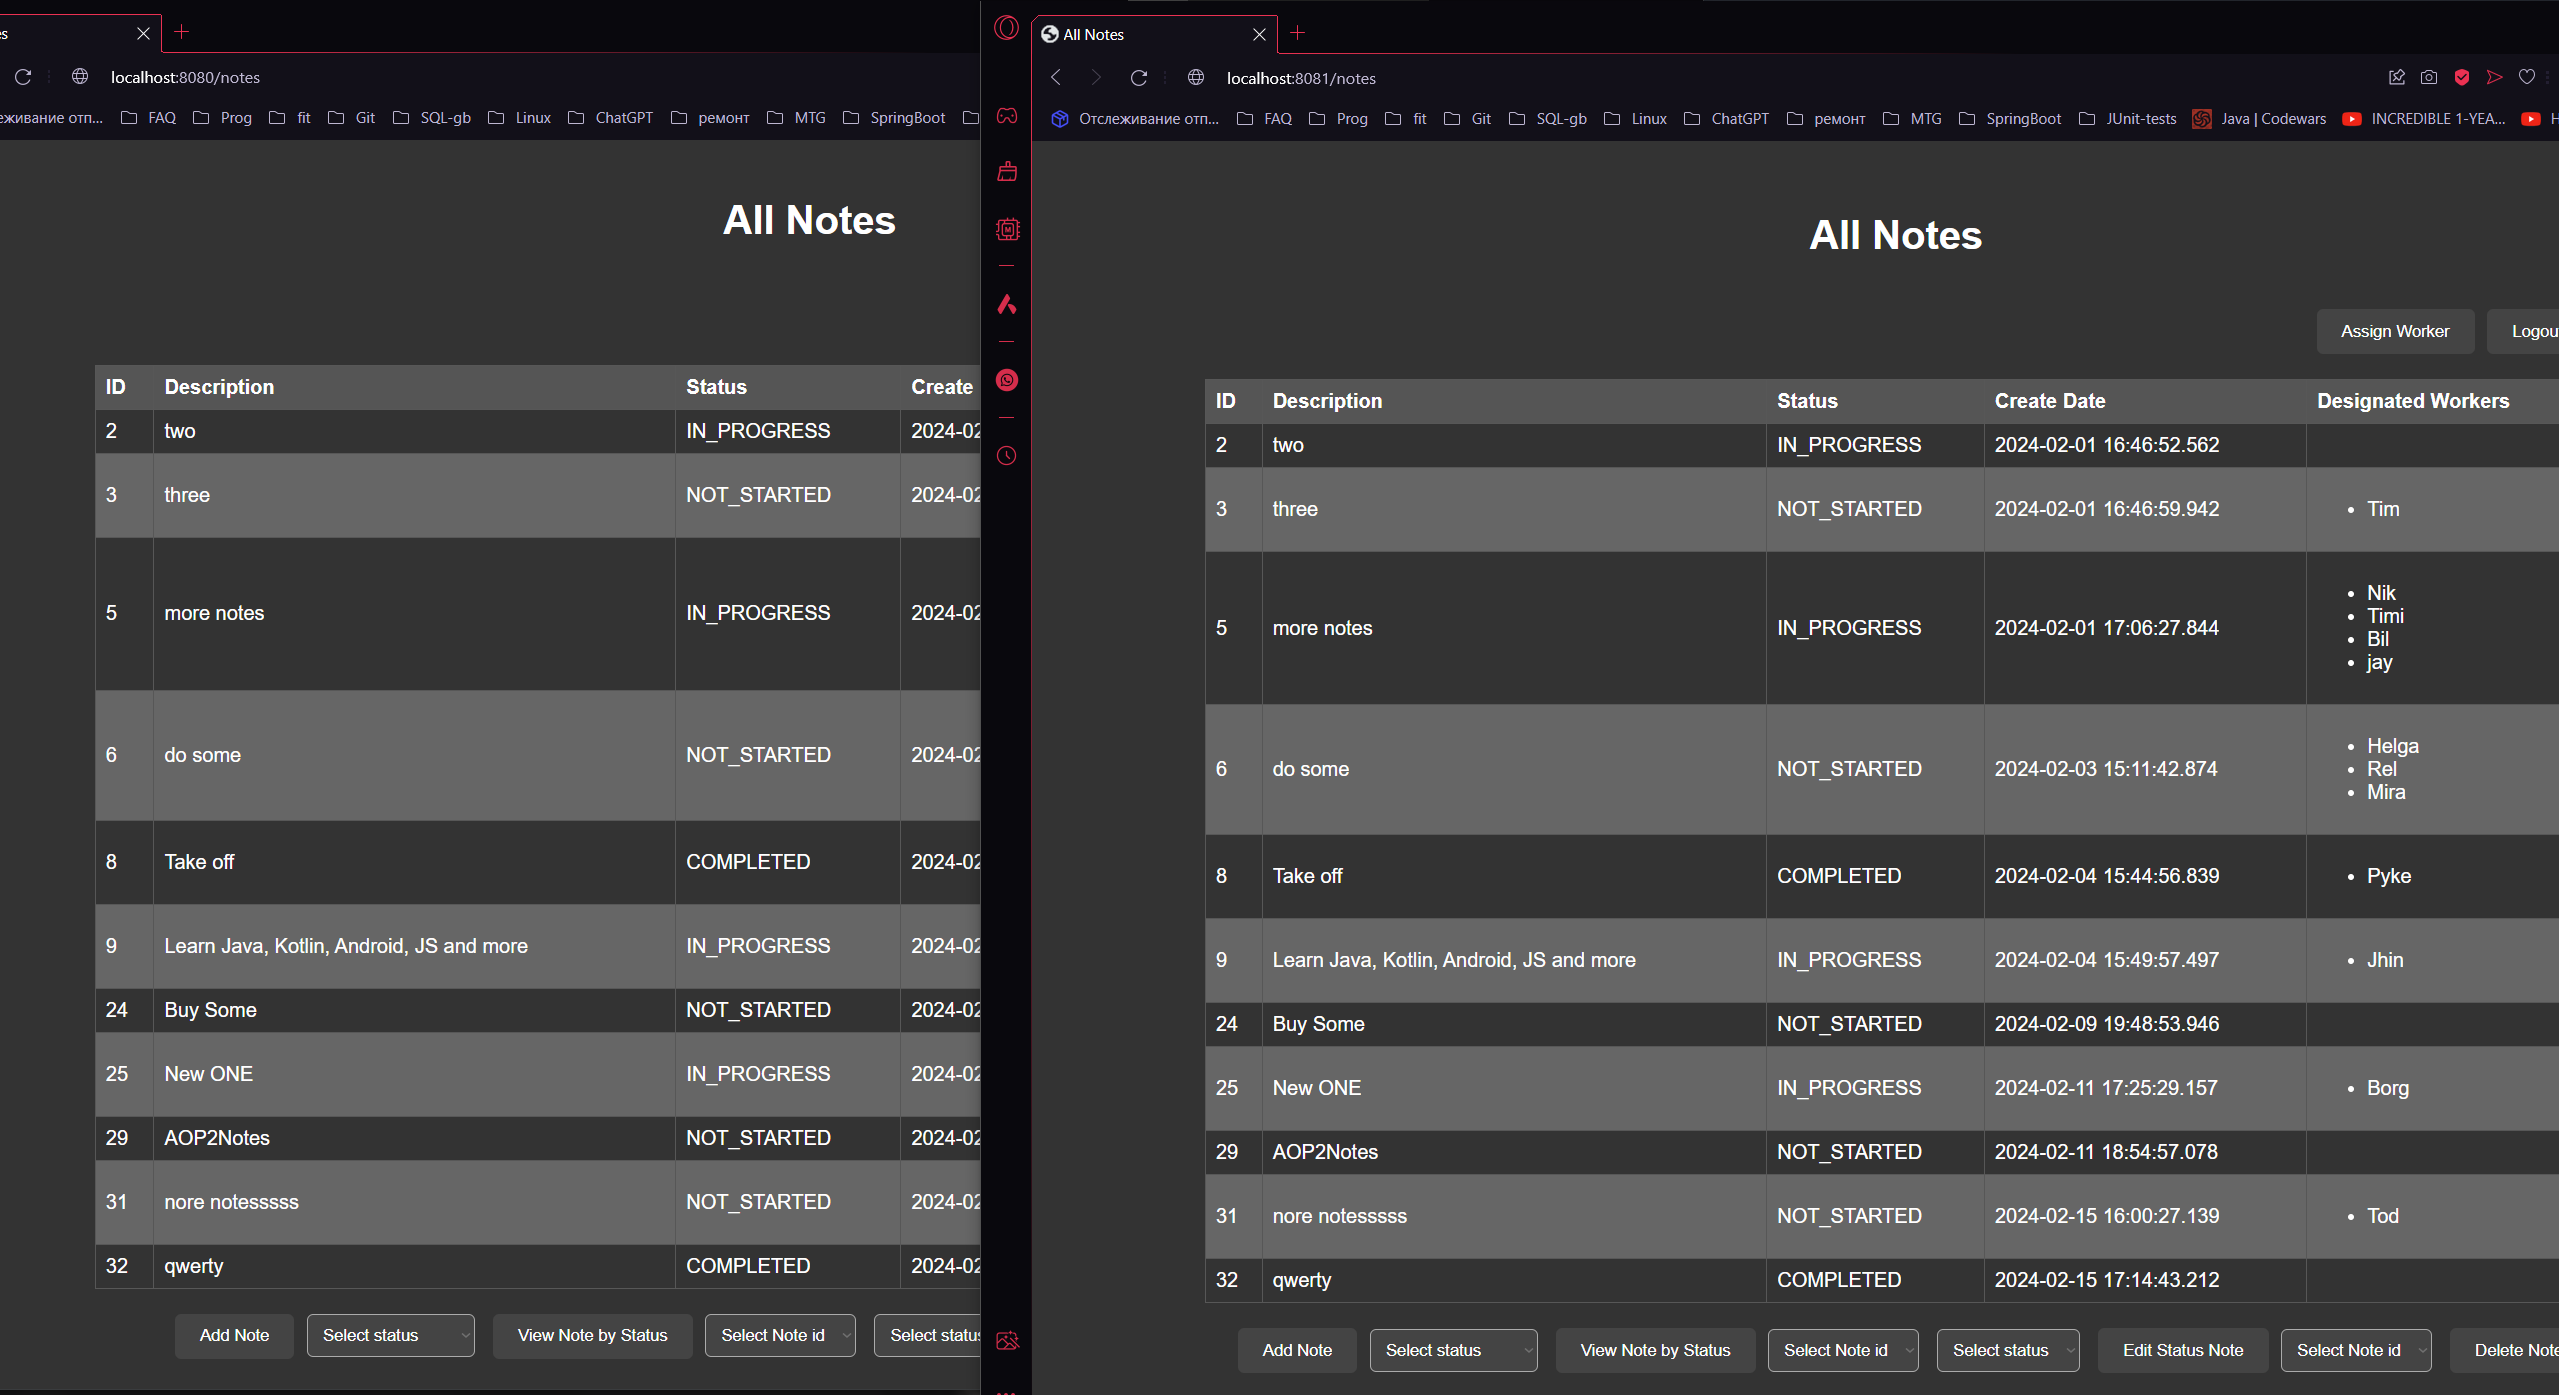 es
localhost:8080/notes
еживание отп... FAQ Prog fit Git SQL-gb Linux ChatGPT ремонт MTG SpringBoot
All Notes
ID Description Status Create
2 two IN_PROGRESS 2024-02
3 three NOT_STARTED 2024-02
5 more notes IN_PROGRESS 2024-02
6 do some NOT_STARTED 2024-02
8 Take off COMPLETED 2024-02
9 Learn Java, Kotlin, Android, JS and more IN_PROGRESS 2024-02
24 Buy Some NOT_STARTED 2024-02
25 New ONE IN_PROGRESS 2024-02
29 AOP2Notes NOT_STARTED 2024-02
31 nore notesssss NOT_STARTED 2024-02
32 qwerty COMPLETED 2024-02
Add Note Select status View Note by Status Select Note id Select status
All Notes
localhost:8081/notes
Отслеживание отп... FAQ Prog fit Git SQL-gb Linux ChatGPT ремонт MTG SpringBoot JUnit-tests Java | Codewars INCREDIBLE 1-YEA... H
All Notes
Assign Worker Logou
ID Description Status Create Date Designated Workers
2 two IN_PROGRESS 2024-02-01 16:46:52.562
3 three NOT_STARTED 2024-02-01 16:46:59.942 • Tim
5 more notes IN_PROGRESS 2024-02-01 17:06:27.844 • Nik
• Timi
• Bil
• jay
6 do some NOT_STARTED 2024-02-03 15:11:42.874 • Helga
• Rel
• Mira
8 Take off COMPLETED 2024-02-04 15:44:56.839 • Pyke
9 Learn Java, Kotlin, Android, JS and more IN_PROGRESS 2024-02-04 15:49:57.497 • Jhin
24 Buy Some NOT_STARTED 2024-02-09 19:48:53.946
25 New ONE IN_PROGRESS 2024-02-11 17:25:29.157 • Borg
29 AOP2Notes NOT_STARTED 2024-02-11 18:54:57.078
31 nore notesssss NOT_STARTED 2024-02-15 16:00:27.139 • Tod
32 qwerty COMPLETED 2024-02-15 17:14:43.212
Add Note Select status View Note by Status Select Note id Select status Edit Status Note Select Note id Delete Note